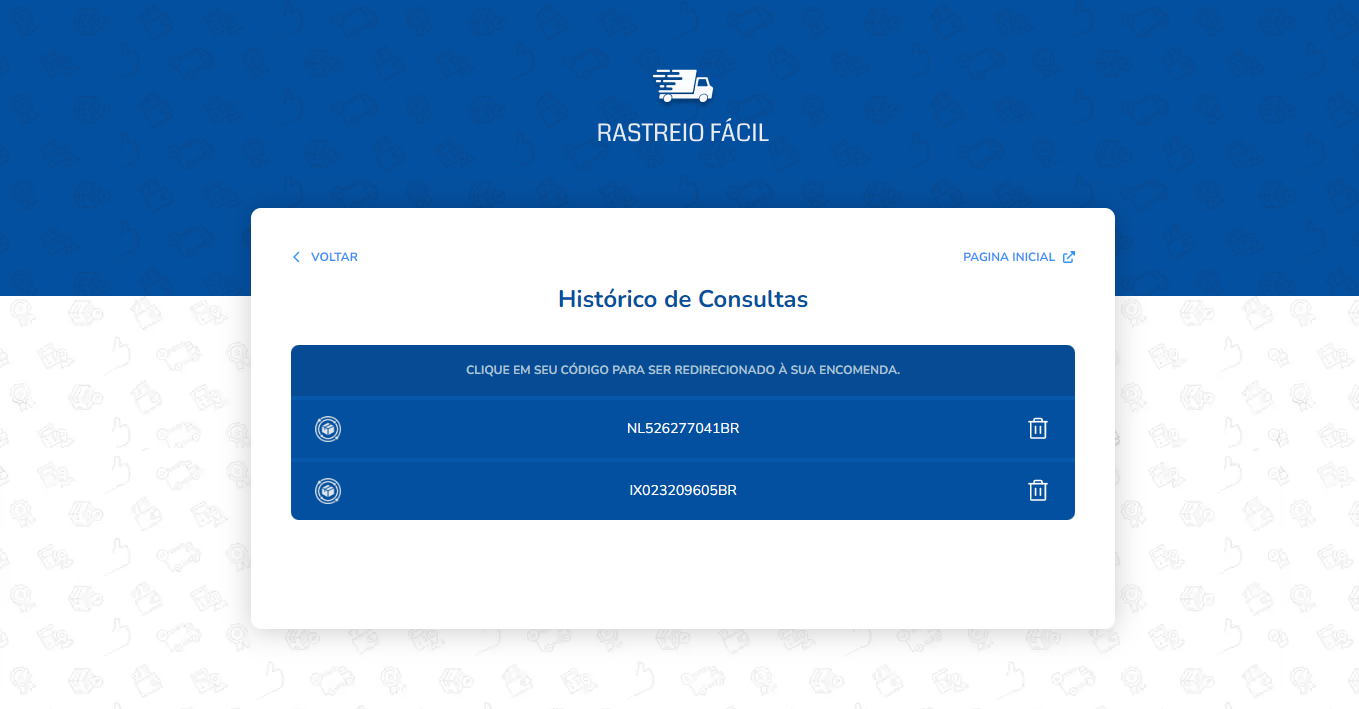 RASTREIO FÁCIL
VOLTAR
PAGINA INICIAL
Histórico de Consultas
CLIQUE EM SEU CÓDIGO PARA SER REDIRECIONADO À SUA ENCOMENDA.
NL526277041BR
IX023209605BR